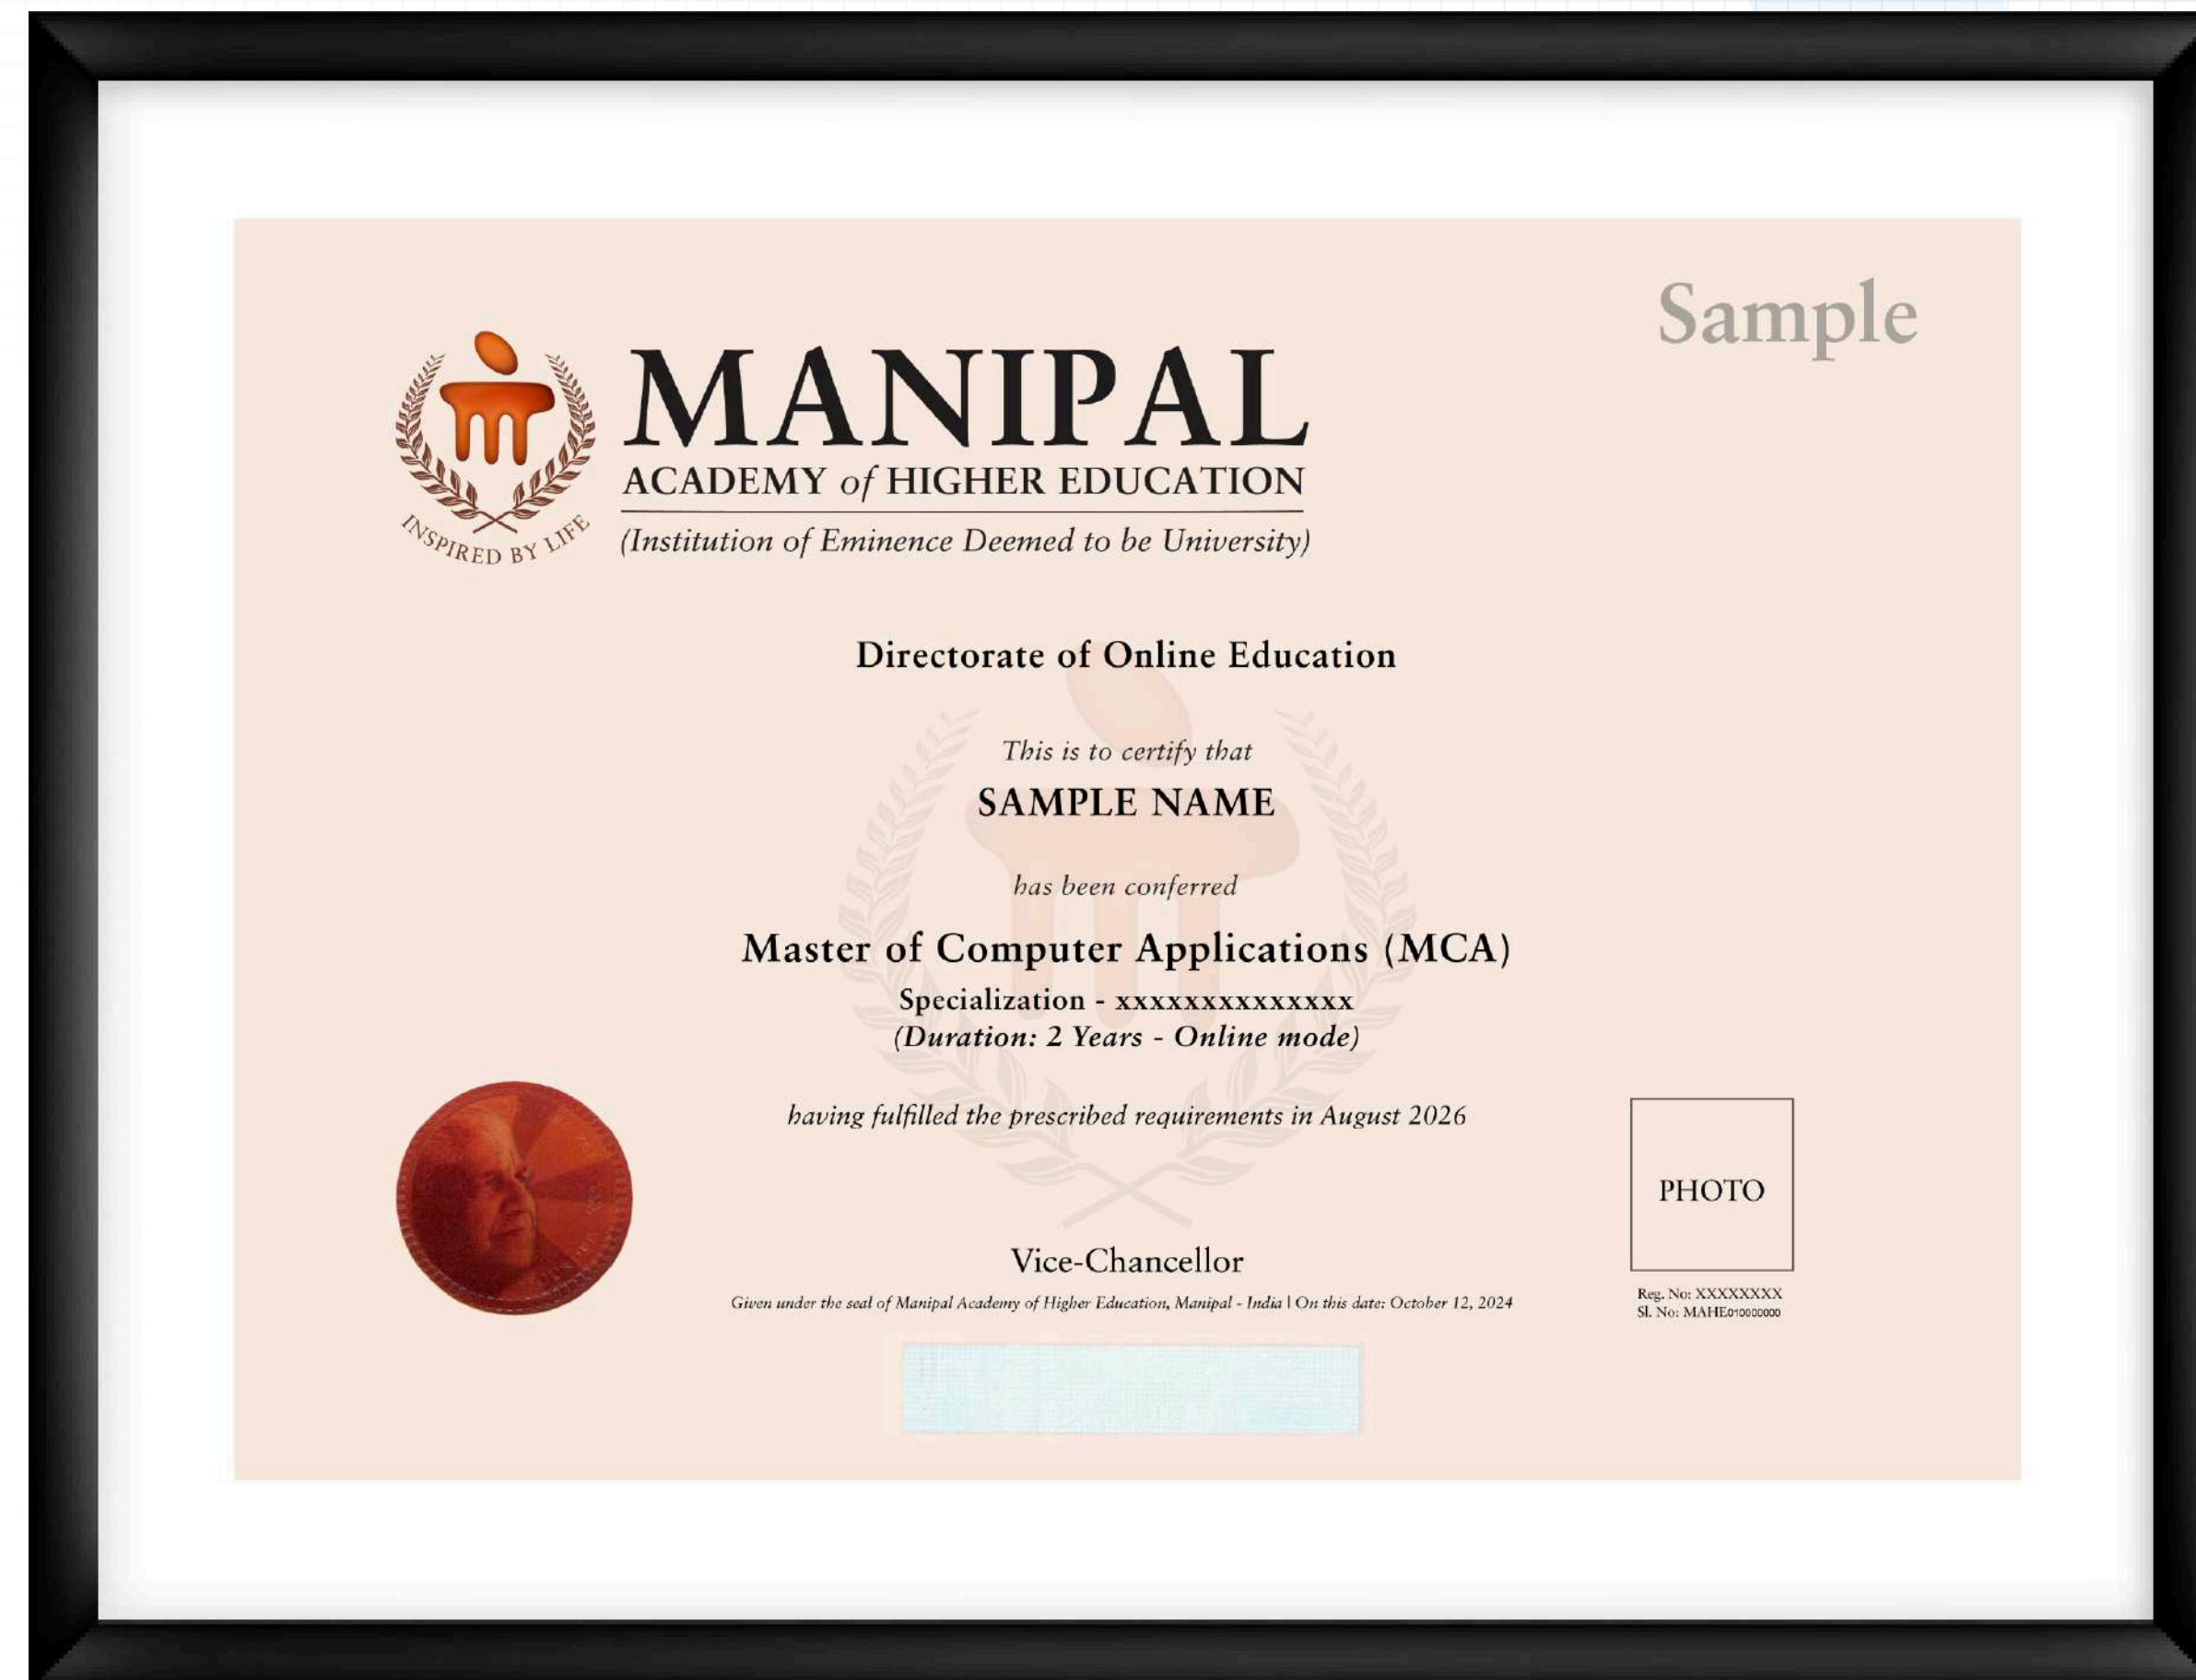 Sample
MANIPAL
ACADEMY of HIGHER EDUCATION
(Institution of Eminence Deemed to be University)
INSPIRED BY LIFE
Directorate of Online Education
This is to certify that
SAMPLE NAME
has been conferred
Master of Computer Applications (MCA)
Specialization - xxxxxxxxxxxxxx
(Duration: 2 Years - Online mode)
having fulfilled the prescribed requirements in August 2026
PHOTO
Vice-Chancellor
Given under the seal of Manipal Academy of Higher Education, Manipal - India | On this date: October 12, 2024
Reg. No: XXXXXXXX
Sl. No: MAHE010000000